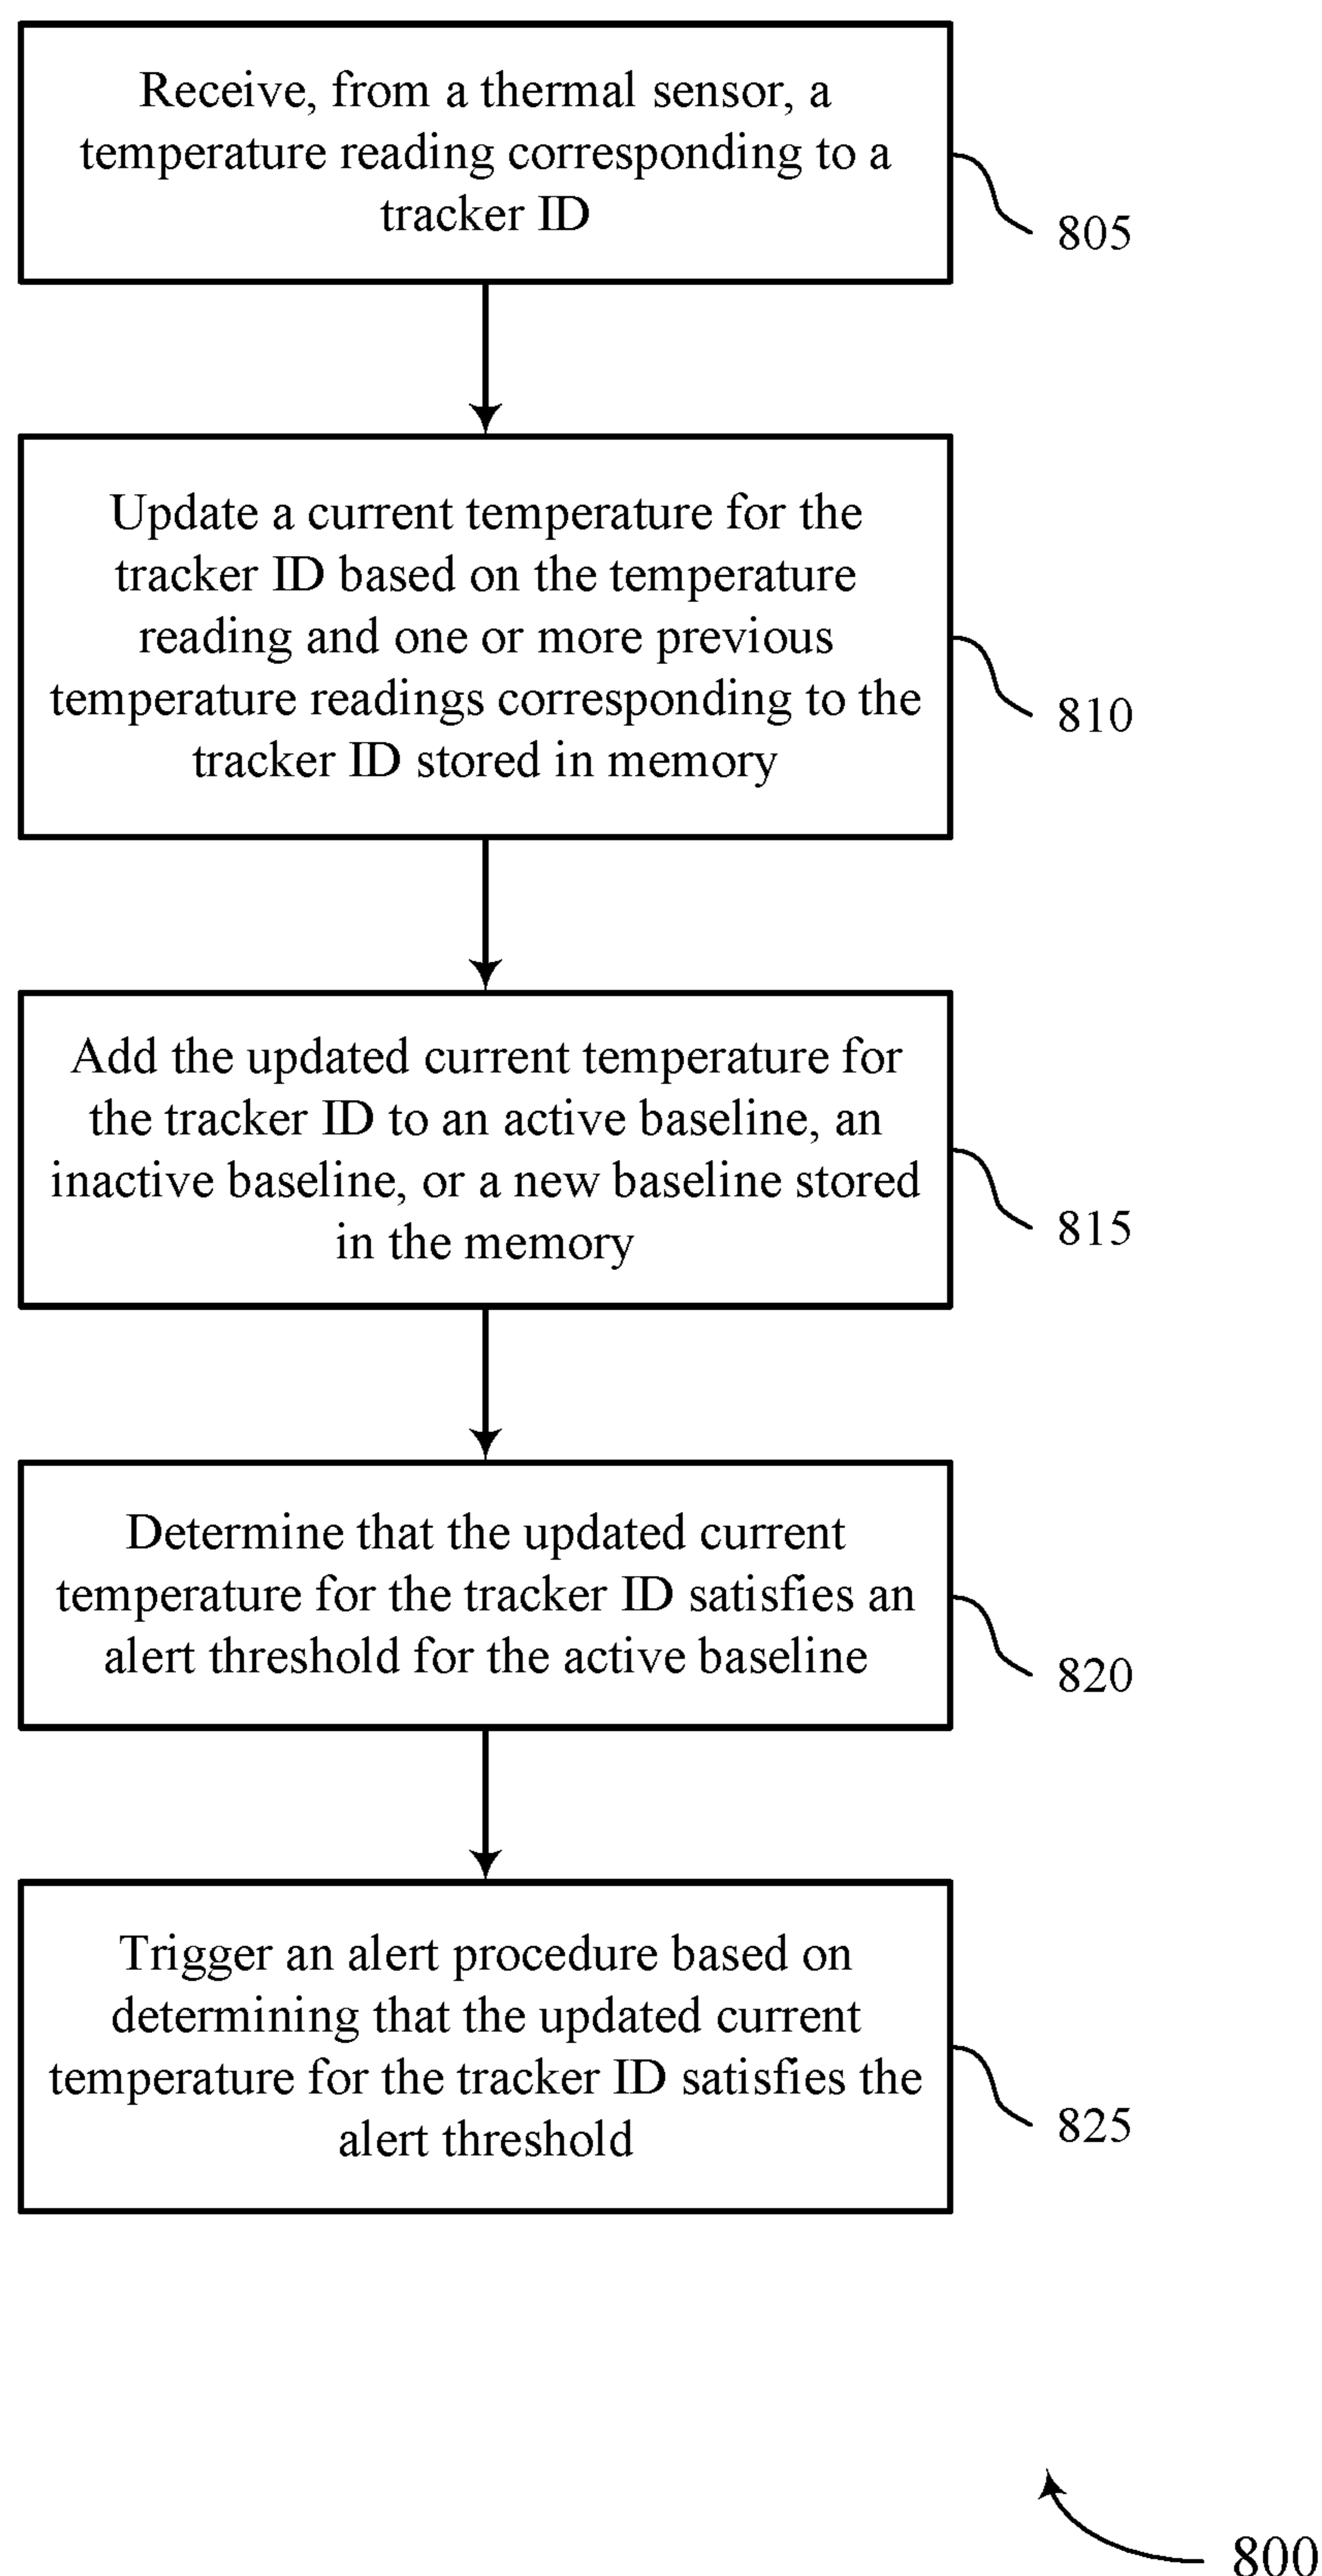 Receive, from a thermal sensor, a
temperature reading corresponding to a
tracker ID
805
Update a current temperature for the
tracker ID based on the temperature
reading and one or more previous
temperature readings corresponding to the
tracker ID stored in memory
810
Add the updated current temperature for
the tracker ID to an active baseline, an
inactive baseline, or a new baseline stored
in the memory
815
Determine that the updated current
temperature for the tracker ID satisfies an
alert threshold for the active baseline
820
Trigger an alert procedure based on
determining that the updated current
temperature for the tracker ID satisfies the
alert threshold
825
800